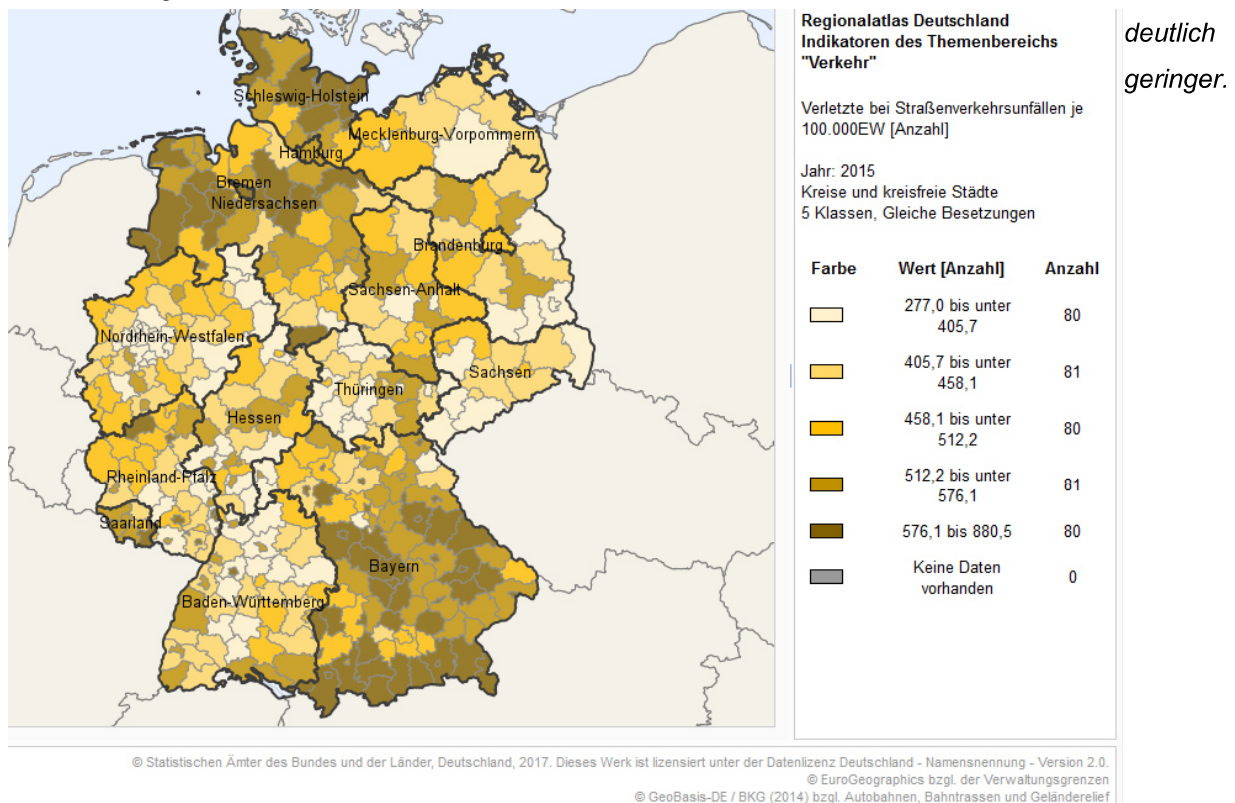 Regionalatlas Deutschland
Indikatoren des Themenbereichs
"Verkehr"
deutlich
geringer.
Verletzte bei Straßenverkehrsunfällen je
100.000EW [Anzahl]
Jahr: 2015
Kreise und kreisfreie Städte
5 Klassen, Gleiche Besetzungen
Farbe Wert [Anzahl] Anzahl
277,0 bis unter
405,7 80
405,7 bis unter
458,1 81
458,1 bis unter
512,2 80
512,2 bis unter
576,1 81
576,1 bis 880,5 80
Keine Daten
vorhanden 0
Schleswig-Holstein
Mecklenburg-Vorpommern
Hamburg
Bremen
Niedersachsen
Brandenburg
Sachsen-Anhalt
Nordrhein-Westfalen
Sachsen
Thüringen
Hessen
Rheinland-Pfalz
Saarland
Bayern
Baden-Württemberg
© Statistischen Ämter des Bundes und der Länder, Deutschland, 2017. Dieses Werk ist lizensiert unter der Datenlizenz Deutschland - Namensnennung - Version 2.0.
© EuroGeographics bzgl. der Verwaltungsgrenzen
© GeoBasis-DE / BKG (2014) bzgl. Autobahnen, Bahntrassen und Geländerelief